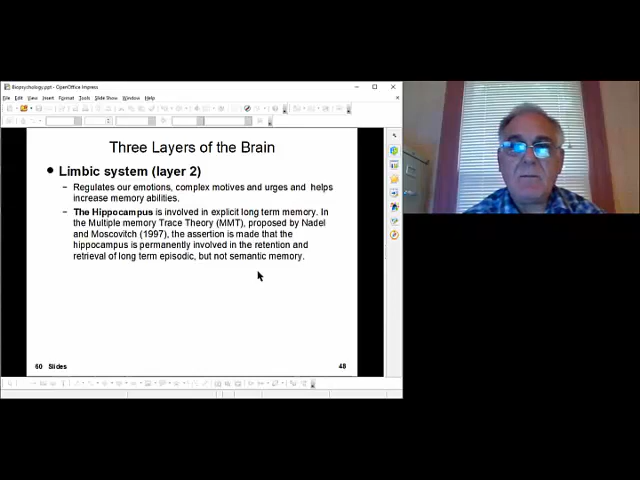 Biopsychology.ppt - OpenOffice Impress
File Edit View Insert Format Tools Slide Show Window Help
Three Layers of the Brain
Limbic system (layer 2)
– Regulates our emotions, complex motives and urges and helps
increase memory abilities.
– The Hippocampus is involved in explicit long term memory. In
the Multiple memory Trace Theory (MMT), proposed by Nadel
and Moscovitch (1997), the assertion is made that the
hippocampus is permanently involved in the retention and
retrieval of long term episodic, but not semantic memory.
60 Slides 48